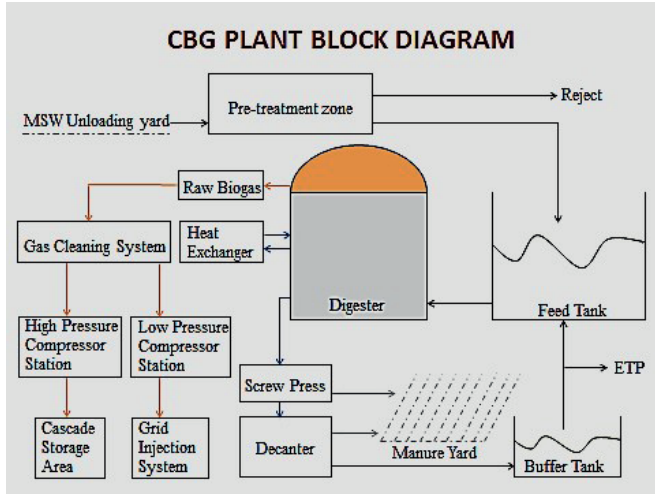 CBG PLANT BLOCK DIAGRAM
Pre-treatment zone
Reject
MSW Unloading yard
Raw Biogas
Gas Cleaning System
Heat
Exchanger
Digester
Feed Tank
High Pressure
Compressor
Station
Low Pressure
Compressor
Station
Screw Press
ETP
Cascade
Storage
Area
Grid
Injection
System
Decanter
Manure Yard
Buffer Tank